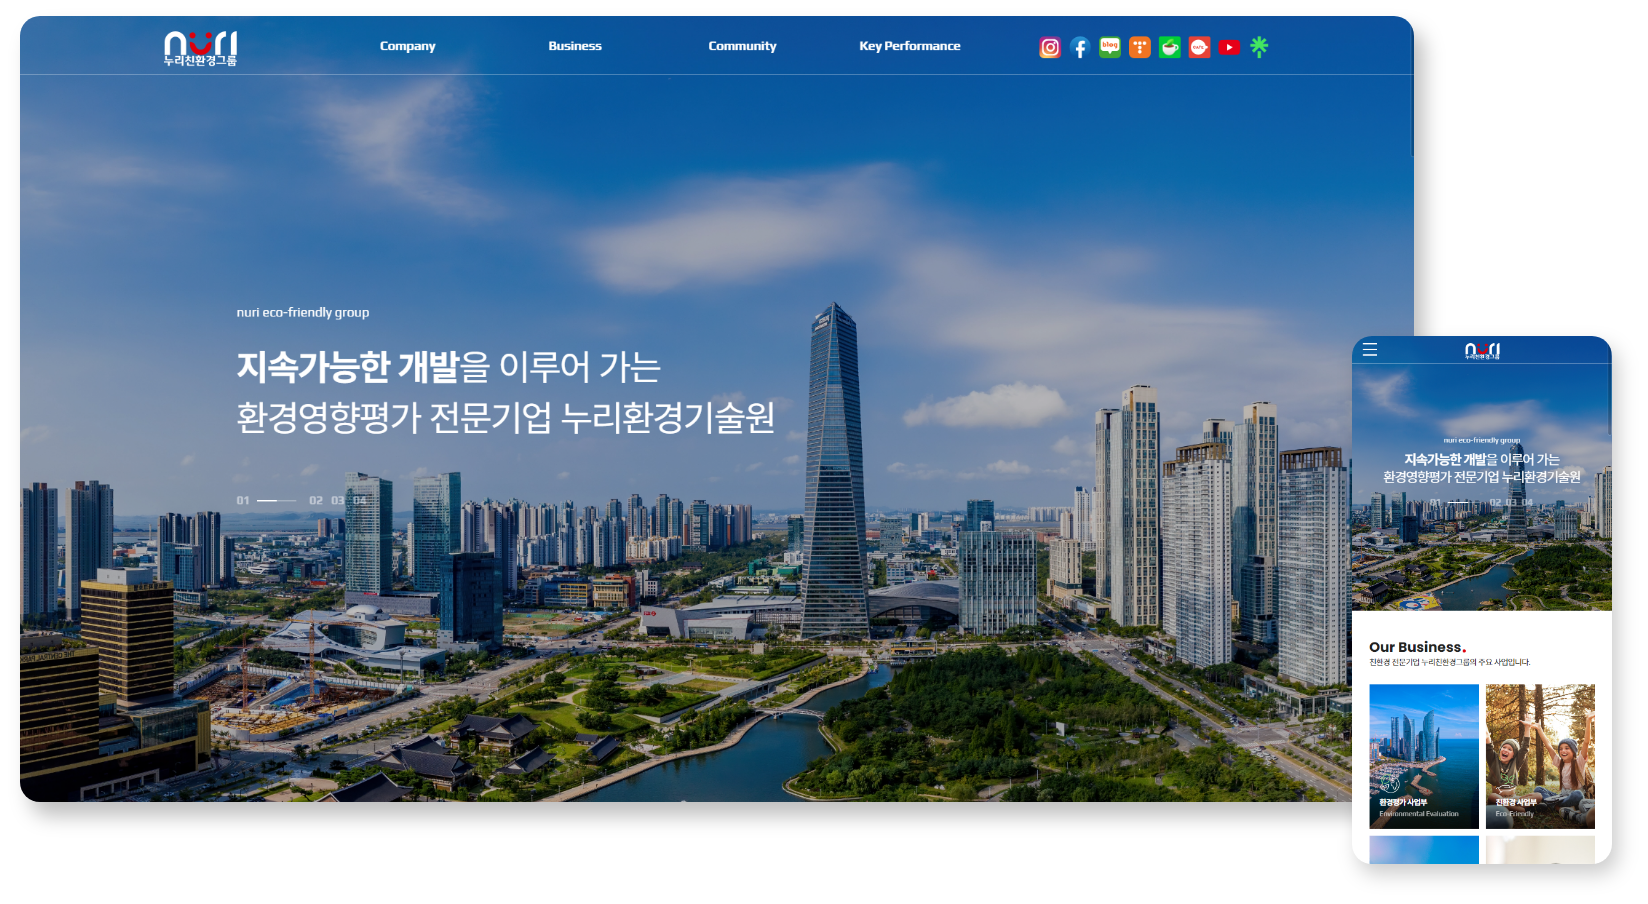 nuri
누리친환경그룹
Company
Business
Community
Key Performance
blog
cafe
nuri eco-friendly group
지속가능한 개발을 이루어 가는
환경영향평가 전문기업 누리환경기술원
01
02 03 04
nuri
누리친환경그룹
nuri eco-friendly group
지속가능한 개발을 이루어 가는
환경영향평가 전문기업 누리환경기술원
01
02 03 04
Our Business.
친환경 전문기업 누리친환경그룹의 주요 사업입니다.
환경평가 사업부
Environmental Evaluation
친환경 사업부
Eco-Friendly